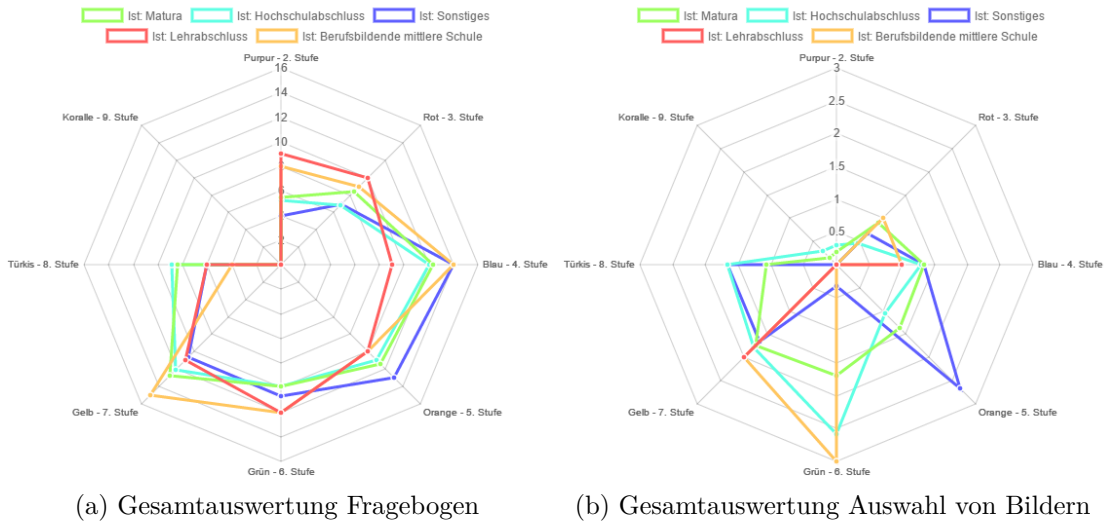 Ist: Matura Ist: Hochschulabschluss Ist: Sonstiges
Ist: Lehrabschluss Ist: Berufsbildende mittlere Schule
Purpur - 2. Stufe
16
14
12
10
8
6
4
2
Rot - 3. Stufe
Blau - 4. Stufe
Orange - 5. Stufe
Grün - 6. Stufe
Gelb - 7. Stufe
Türkis - 8. Stufe
Koralle - 9. Stufe
(a) Gesamtauswertung Fragebogen
Ist: Matura Ist: Hochschulabschluss Ist: Sonstiges
Ist: Lehrabschluss Ist: Berufsbildende mittlere Schule
Purpur - 2. Stufe
3
2.5
2
1.5
1
0.5
Rot - 3. Stufe
Blau - 4. Stufe
Orange - 5. Stufe
Grün - 6. Stufe
Gelb - 7. Stufe
Türkis - 8. Stufe
Koralle - 9. Stufe
(b) Gesamtauswertung Auswahl von Bildern